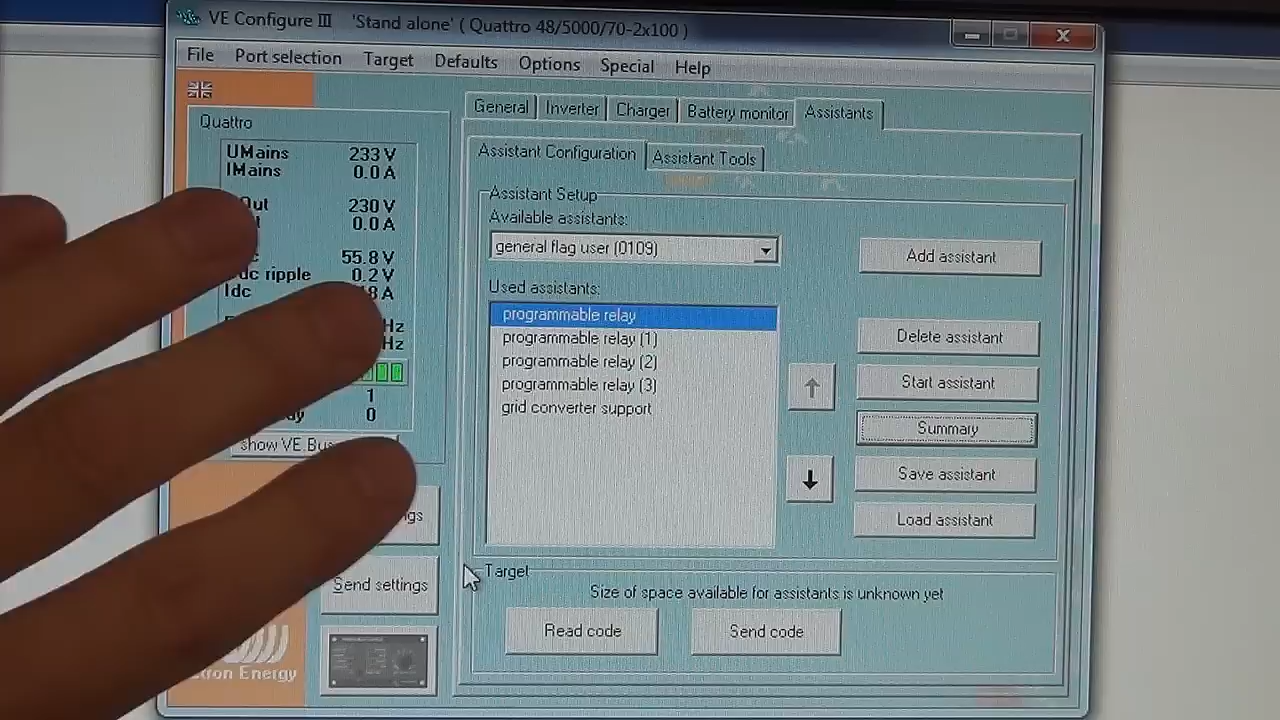 VE Configure III 'Stand alone' ( Quattro 48/5000/70-2x100 )
File Port selection Target Defaults Options Special Help
Quattro
UMains 233 V
IMains 0.0 A
230 V
0.0 A
55.8 V
ripple 0.2 V
Idc A
Hz
Hz
1
0
show VE.Bus
Send settings
Energy
General Inverter Charger Battery monitor Assistants
Assistant Configuration Assistant Tools
Assistant Setup
Available assistants:
general flag user (0109)
Used assistants:
programmable relay
programmable relay (1)
programmable relay (2)
programmable relay (3)
grid converter support
Add assistant
Delete assistant
Start assistant
Summary
Save assistant
Load assistant
Target
Size of space available for assistants is unknown yet
Read code Send code